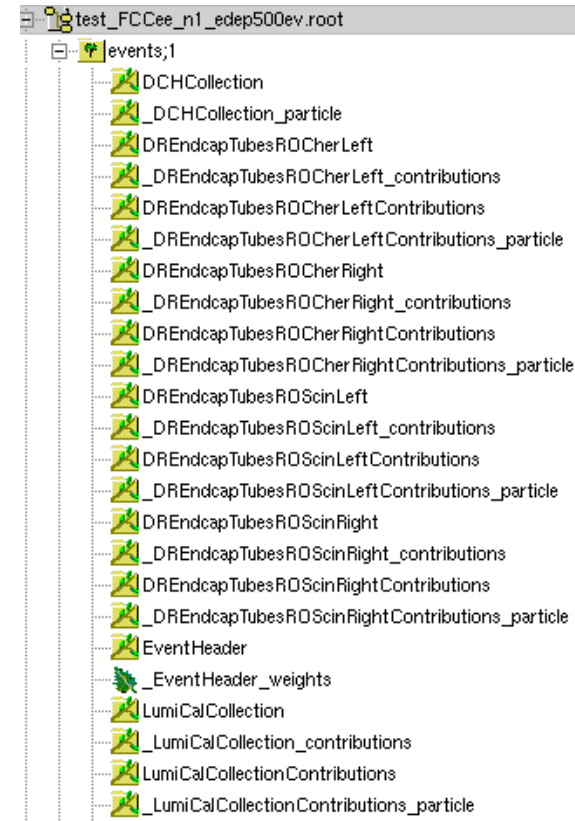 test_FCCee_n1_edep500ev.root
events;1
DCHCollection
_DCHCollection_particle
DREndcapTubesROCherLeft
_DREndcapTubesROCherLeft_contributions
DREndcapTubesROCherLeftContributions
_DREndcapTubesROCherLeftContributions_particle
DREndcapTubesROCherRight
_DREndcapTubesROCherRight_contributions
DREndcapTubesROCherRightContributions
_DREndcapTubesROCherRightContributions_particle
DREndcapTubesROScinLeft
_DREndcapTubesROScinLeft_contributions
DREndcapTubesROScinLeftContributions
_DREndcapTubesROScinLeftContributions_particle
DREndcapTubesROScinRight
_DREndcapTubesROScinRight_contributions
DREndcapTubesROScinRightContributions
_DREndcapTubesROScinRightContributions_particle
EventHeader
_EventHeader_weights
LumiCalCollection
_LumiCalCollection_contributions
LumiCalCollectionContributions
_LumiCalCollectionContributions_particle